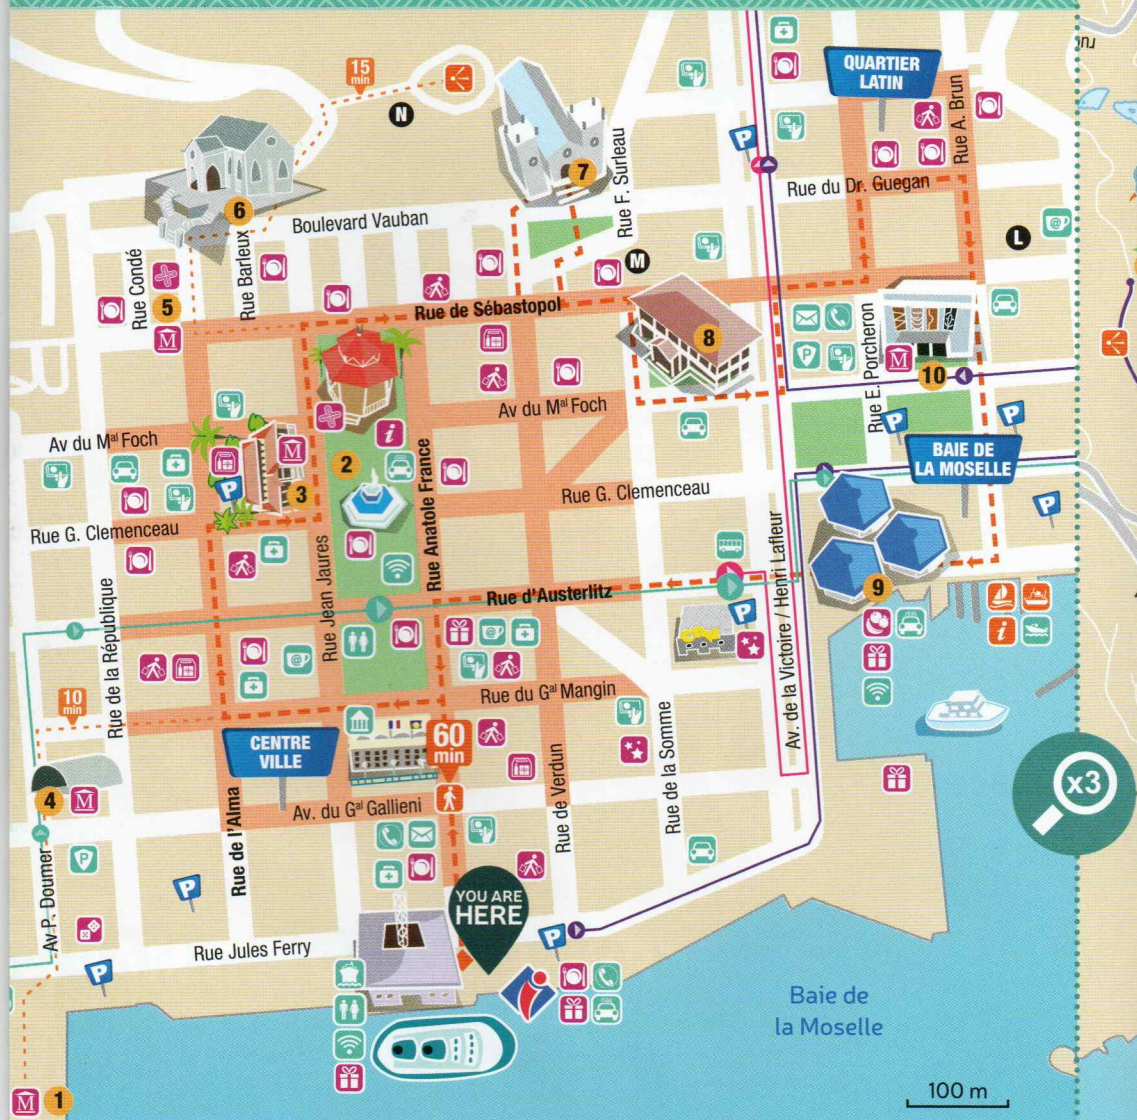 15
min
N
7
Rue F. Surleau
P
QUARTIER
LATIN
Rue A. Brun
Rue du Dr. Guegan
6
Boulevard Vauban
L
@
M
Rue Condé
Rue Barleux
5
M
Rue de Sébastopol
8
Rue E. Porcheron
P
M
10
Av du Mal Foch
Av du Mal Foch
M
i
2
P
3
Rue G. Clemenceau
Rue G. Clemenceau
P
P
BAIE DE
LA MOSELLE
P
Rue Anatole France
Rue Jean Jaures
Rue d'Austerlitz
P
9
i
Av. de la Victoire / Henri Lafleur
Rue de la République
@
@
10
min
Rue du Gal Mangin
CENTRE
VILLE
60
min
Rue de Verdun
Rue de la Somme
x3
4
M
Av. du Gal Gallieni
Rue de l'Alma
P
P
Av P. Doumer
YOU ARE
HERE
Rue Jules Ferry
P
P
Baie de
la Moselle
M
1
100 m